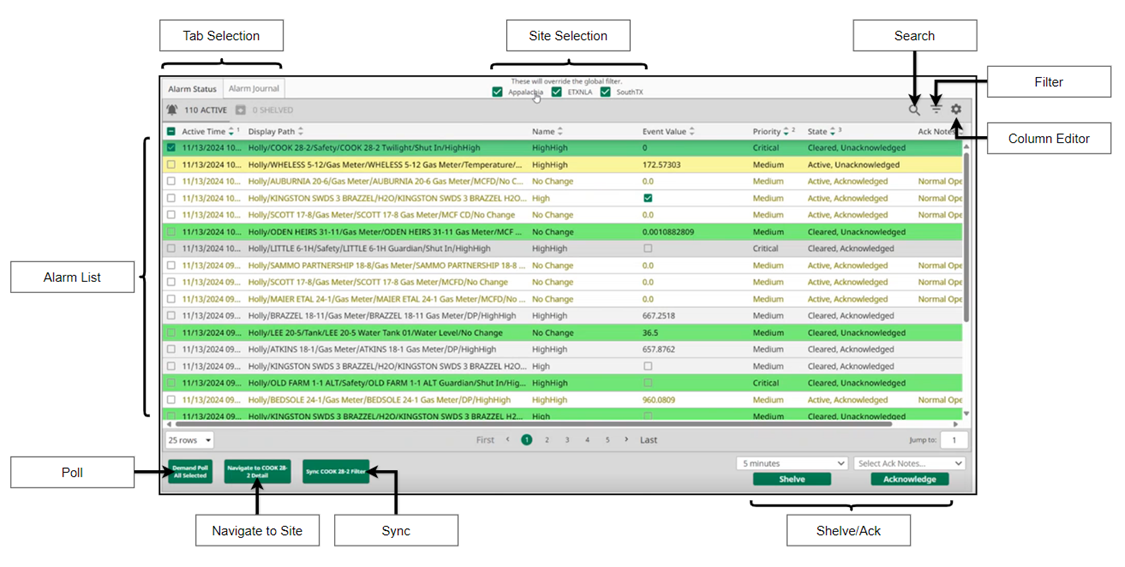 Tab Selection
Site Selection
Search
Filter
Column Editor
Alarm List
Poll
Navigate to Site
Sync
Shelve/Ack
These will override the global filter.
Alarm Status Alarm Journal
Appalachia ETXNLA SouthTX
110 ACTIVE 0 SHELVED
Active Time 1 Display Path Name Event Value Priority 2 State 3 Ack Notes
11/13/2024 10... Holly/COOK 28-2/Safety/COOK 28-2 Twilight/Shut In/HighHigh HighHigh 0 Critical Cleared, Unacknowledged
11/13/2024 10... Holly/WHELESS 5-12/Gas Meter/WHELESS 5-12 Gas Meter/Temperature/... HighHigh 172.57303 Medium Active, Unacknowledged
11/13/2024 10... Holly/AUBURNIA 20-6/Gas Meter/AUBURNIA 20-6 Gas Meter/MCFD/No C... No Change 0.0 Medium Active, Acknowledged Normal Ope
11/13/2024 10... Holly/KINGSTON SWDS 3 BRAZZEL/H2O/KINGSTON SWDS 3 BRAZZEL/H2O... High Medium Active, Acknowledged Normal Ope
11/13/2024 10... Holly/SCOTT 17-8/Gas Meter/SCOTT 17-8 Gas Meter/MCF CD/No Change No Change 0.0 Medium Active, Acknowledged Normal Ope
11/13/2024 10... Holly/ODEN HEIRS 31-11/Gas Meter/ODEN HEIRS 31-11 Gas Meter/MCF ... No Change 0.0010882809 Medium Cleared, Unacknowledged
11/13/2024 10... Holly/LITTLE 6-1H/Safety/LITTLE 6-1H Guardian/Shut In/HighHigh HighHigh Critical Cleared, Acknowledged
11/13/2024 09... Holly/SAMMO PARTNERSHIP 18-8/Gas Meter/SAMMO PARTNERSHIP 18-8 ... No Change 0.0 Medium Active, Acknowledged Normal Ope
11/13/2024 09... Holly/SCOTT 17-8/Gas Meter/SCOTT 17-8 Gas Meter/MCFD/No Change No Change 0.0 Medium Active, Acknowledged Normal Ope
11/13/2024 09... Holly/MAIER ETAL 24-1/Gas Meter/MAIER ETAL 24-1 Gas Meter/MCFD/No ... No Change 0.0 Medium Active, Acknowledged Normal Ope
11/13/2024 09... Holly/BRAZZEL 18-11/Gas Meter/BRAZZEL 18-11 Gas Meter/DP/HighHigh HighHigh 667.2518 Medium Cleared, Acknowledged
11/13/2024 09... Holly/LEE 20-5/Tank/LEE 20-5 Water Tank 01/Water Level/No Change No Change 36.5 Medium Cleared, Unacknowledged
11/13/2024 09... Holly/ATKINS 18-1/Gas Meter/ATKINS 18-1 Gas Meter/DP/HighHigh HighHigh 657.8762 Medium Cleared, Acknowledged
11/13/2024 09... Holly/KINGSTON SWDS 3 BRAZZEL/H2O/KINGSTON SWDS 3 BRAZZEL/H2O... High Medium Cleared, Acknowledged
11/13/2024 09... Holly/OLD FARM 1-1 ALT/Safety/OLD FARM 1-1 ALT Guardian/Shut In/Hig... HighHigh Critical Cleared, Unacknowledged
11/13/2024 09... Holly/BEDSOLE 24-1/Gas Meter/BEDSOLE 24-1 Gas Meter/DP/HighHigh HighHigh 960.0809 Medium Active, Acknowledged Normal Ope
11/13/2024 09... Holly/KINGSTON SWDS 3 BRAZZEL/H2O/KINGSTON SWDS 3 BRAZZEL H2... High Medium Cleared, Unacknowledged
25 rows First 1 2 3 4 5 Last Jump to: 1
Demand Poll
All Selected
Navigate to COOK 28-
2 Detail
Sync COOK 28-2 Filter
5 minutes Select Ack Notes...
Shelve Acknowledge